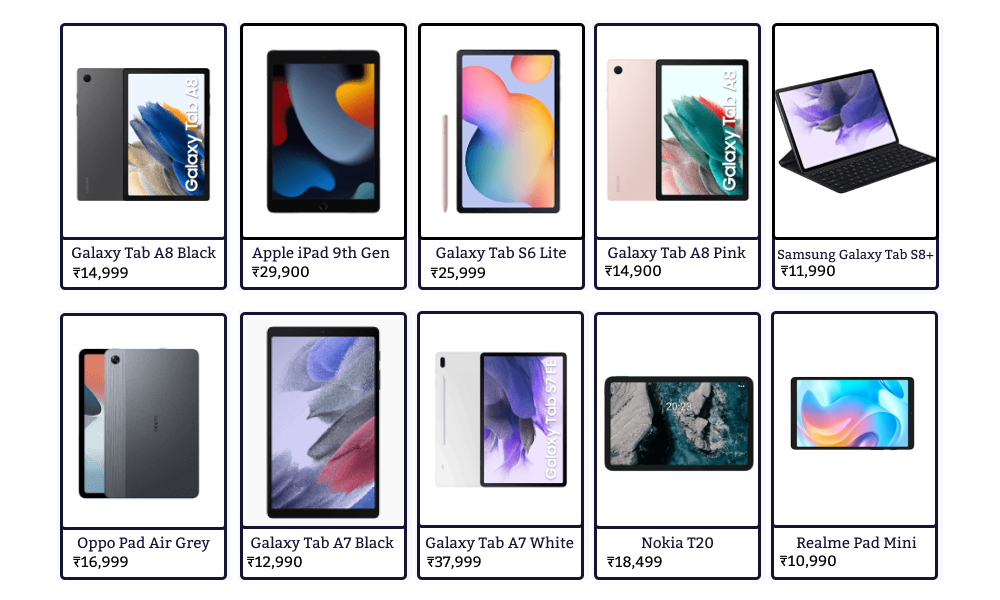 Galaxy Tab A8
Galaxy Tab A8
Galaxy Tab A8 Black
₹14,999
Apple iPad 9th Gen
₹29,900
Galaxy Tab S6 Lite
₹25,999
Galaxy Tab A8 Pink
₹14,900
Samsung Galaxy Tab S8+
₹11,990
Galaxy Tab S7 FE
20:23
Oppo Pad Air Grey
₹16,999
Galaxy Tab A7 Black
₹12,990
Galaxy Tab A7 White
₹37,999
Nokia T20
₹18,499
Realme Pad Mini
₹10,990